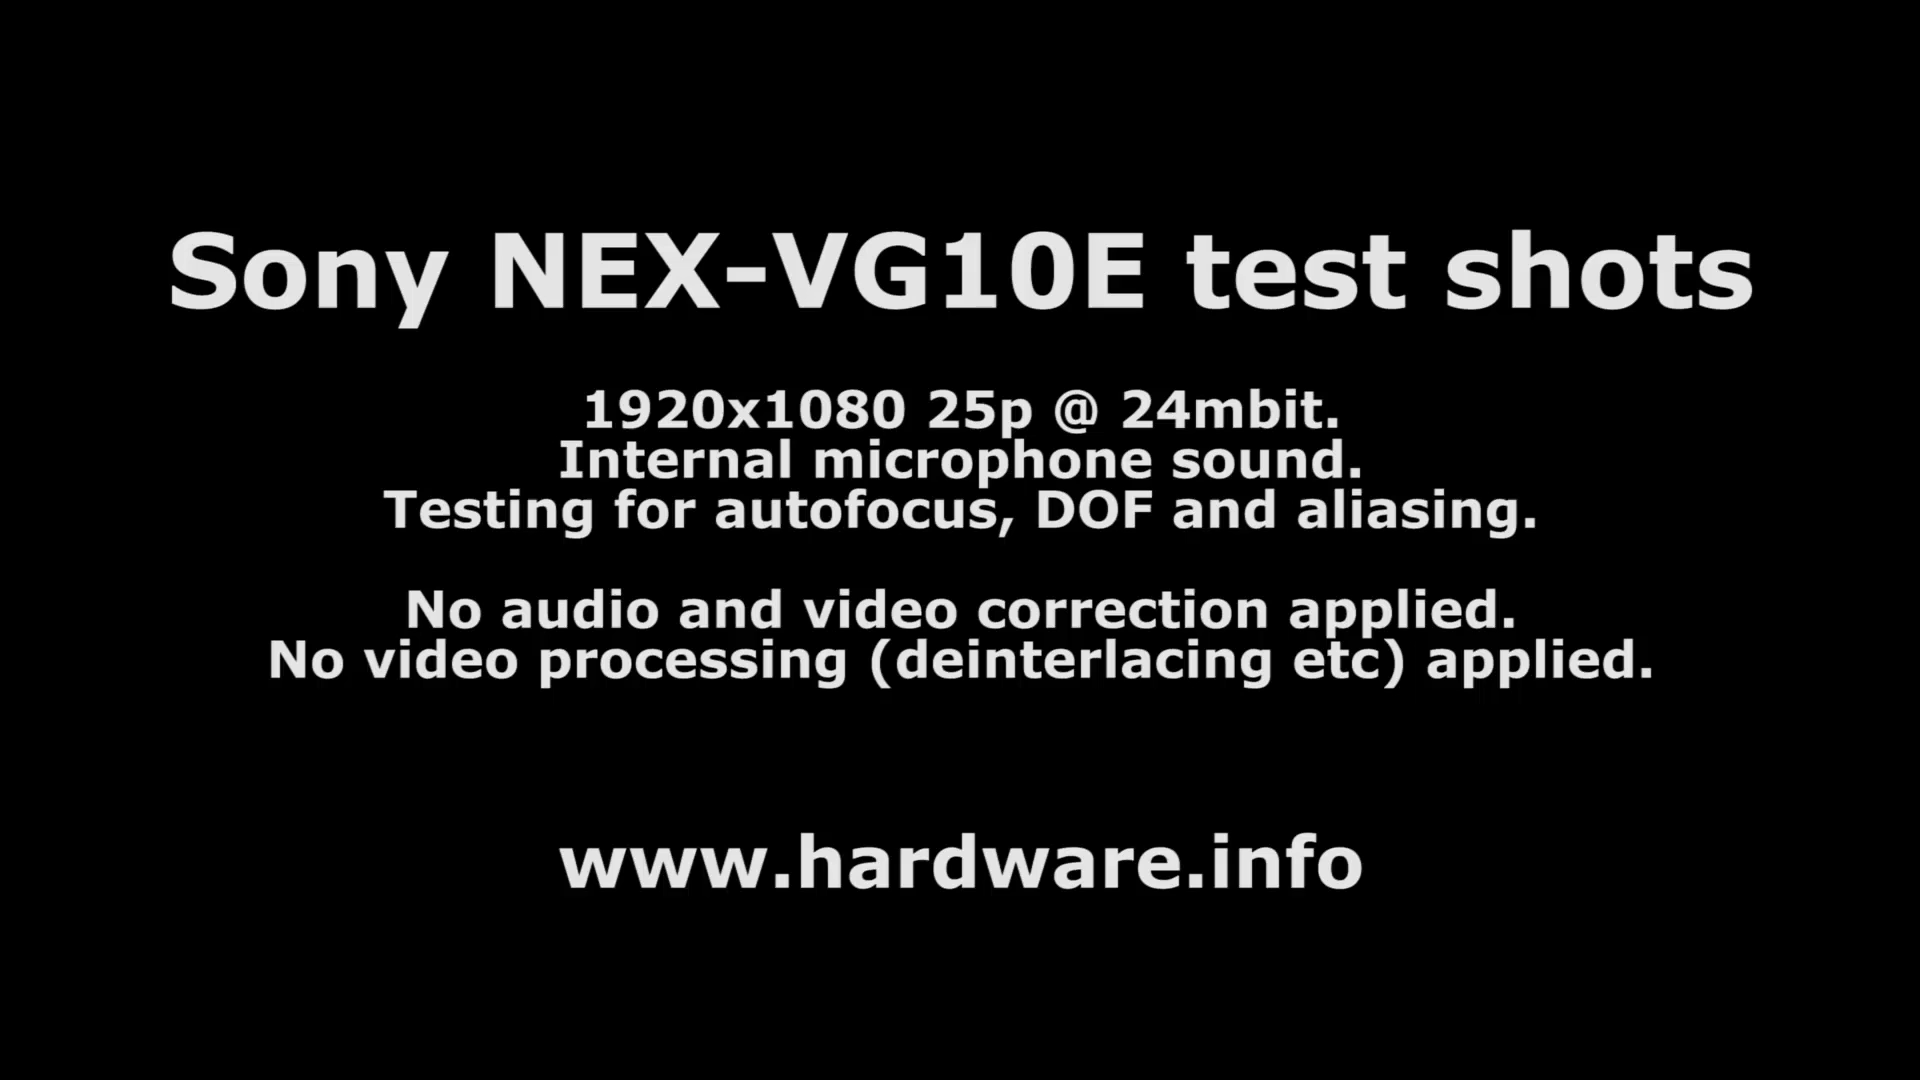 Sony NEX-VG10E test shots
1920x1080 25p @ 24mbit.
Internal microphone sound.
Testing for autofocus, DOF and aliasing.
No audio and video correction applied.
No video processing (deinterlacing etc) applied.
www.hardware.info